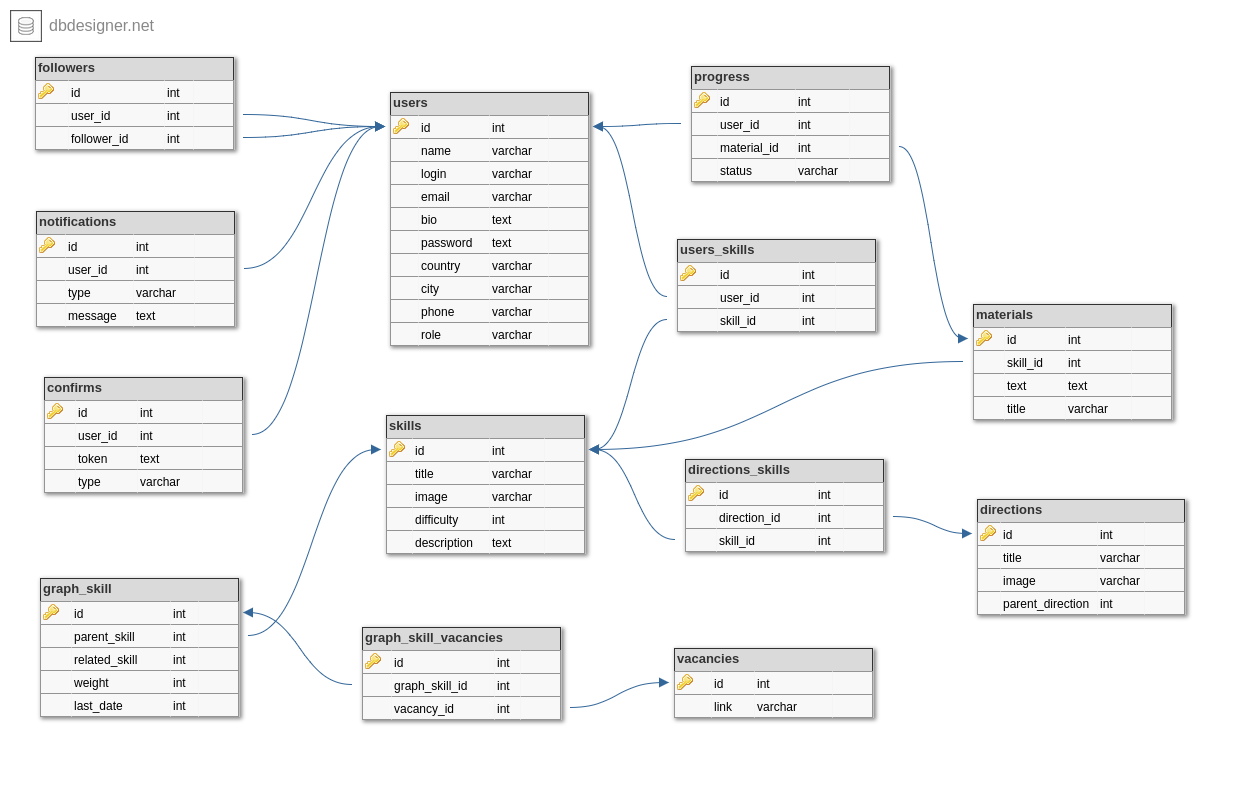 dbdesigner.net
followers
id int
user_id int
follower_id int
notifications
id int
user_id int
type varchar
message text
confirms
id int
user_id int
token text
type varchar
graph_skill
id int
parent_skill int
related_skill int
weight int
last_date int
users
id int
name varchar
login varchar
email varchar
bio text
password text
country varchar
city varchar
phone varchar
role varchar
skills
id int
title varchar
image varchar
difficulty int
description text
graph_skill_vacancies
id int
graph_skill_id int
vacancy_id int
progress
id int
user_id int
material_id int
status varchar
users_skills
id int
user_id int
skill_id int
directions_skills
id int
direction_id int
skill_id int
vacancies
id int
link varchar
materials
id int
skill_id int
text text
title varchar
directions
id int
title varchar
image varchar
parent_direction int